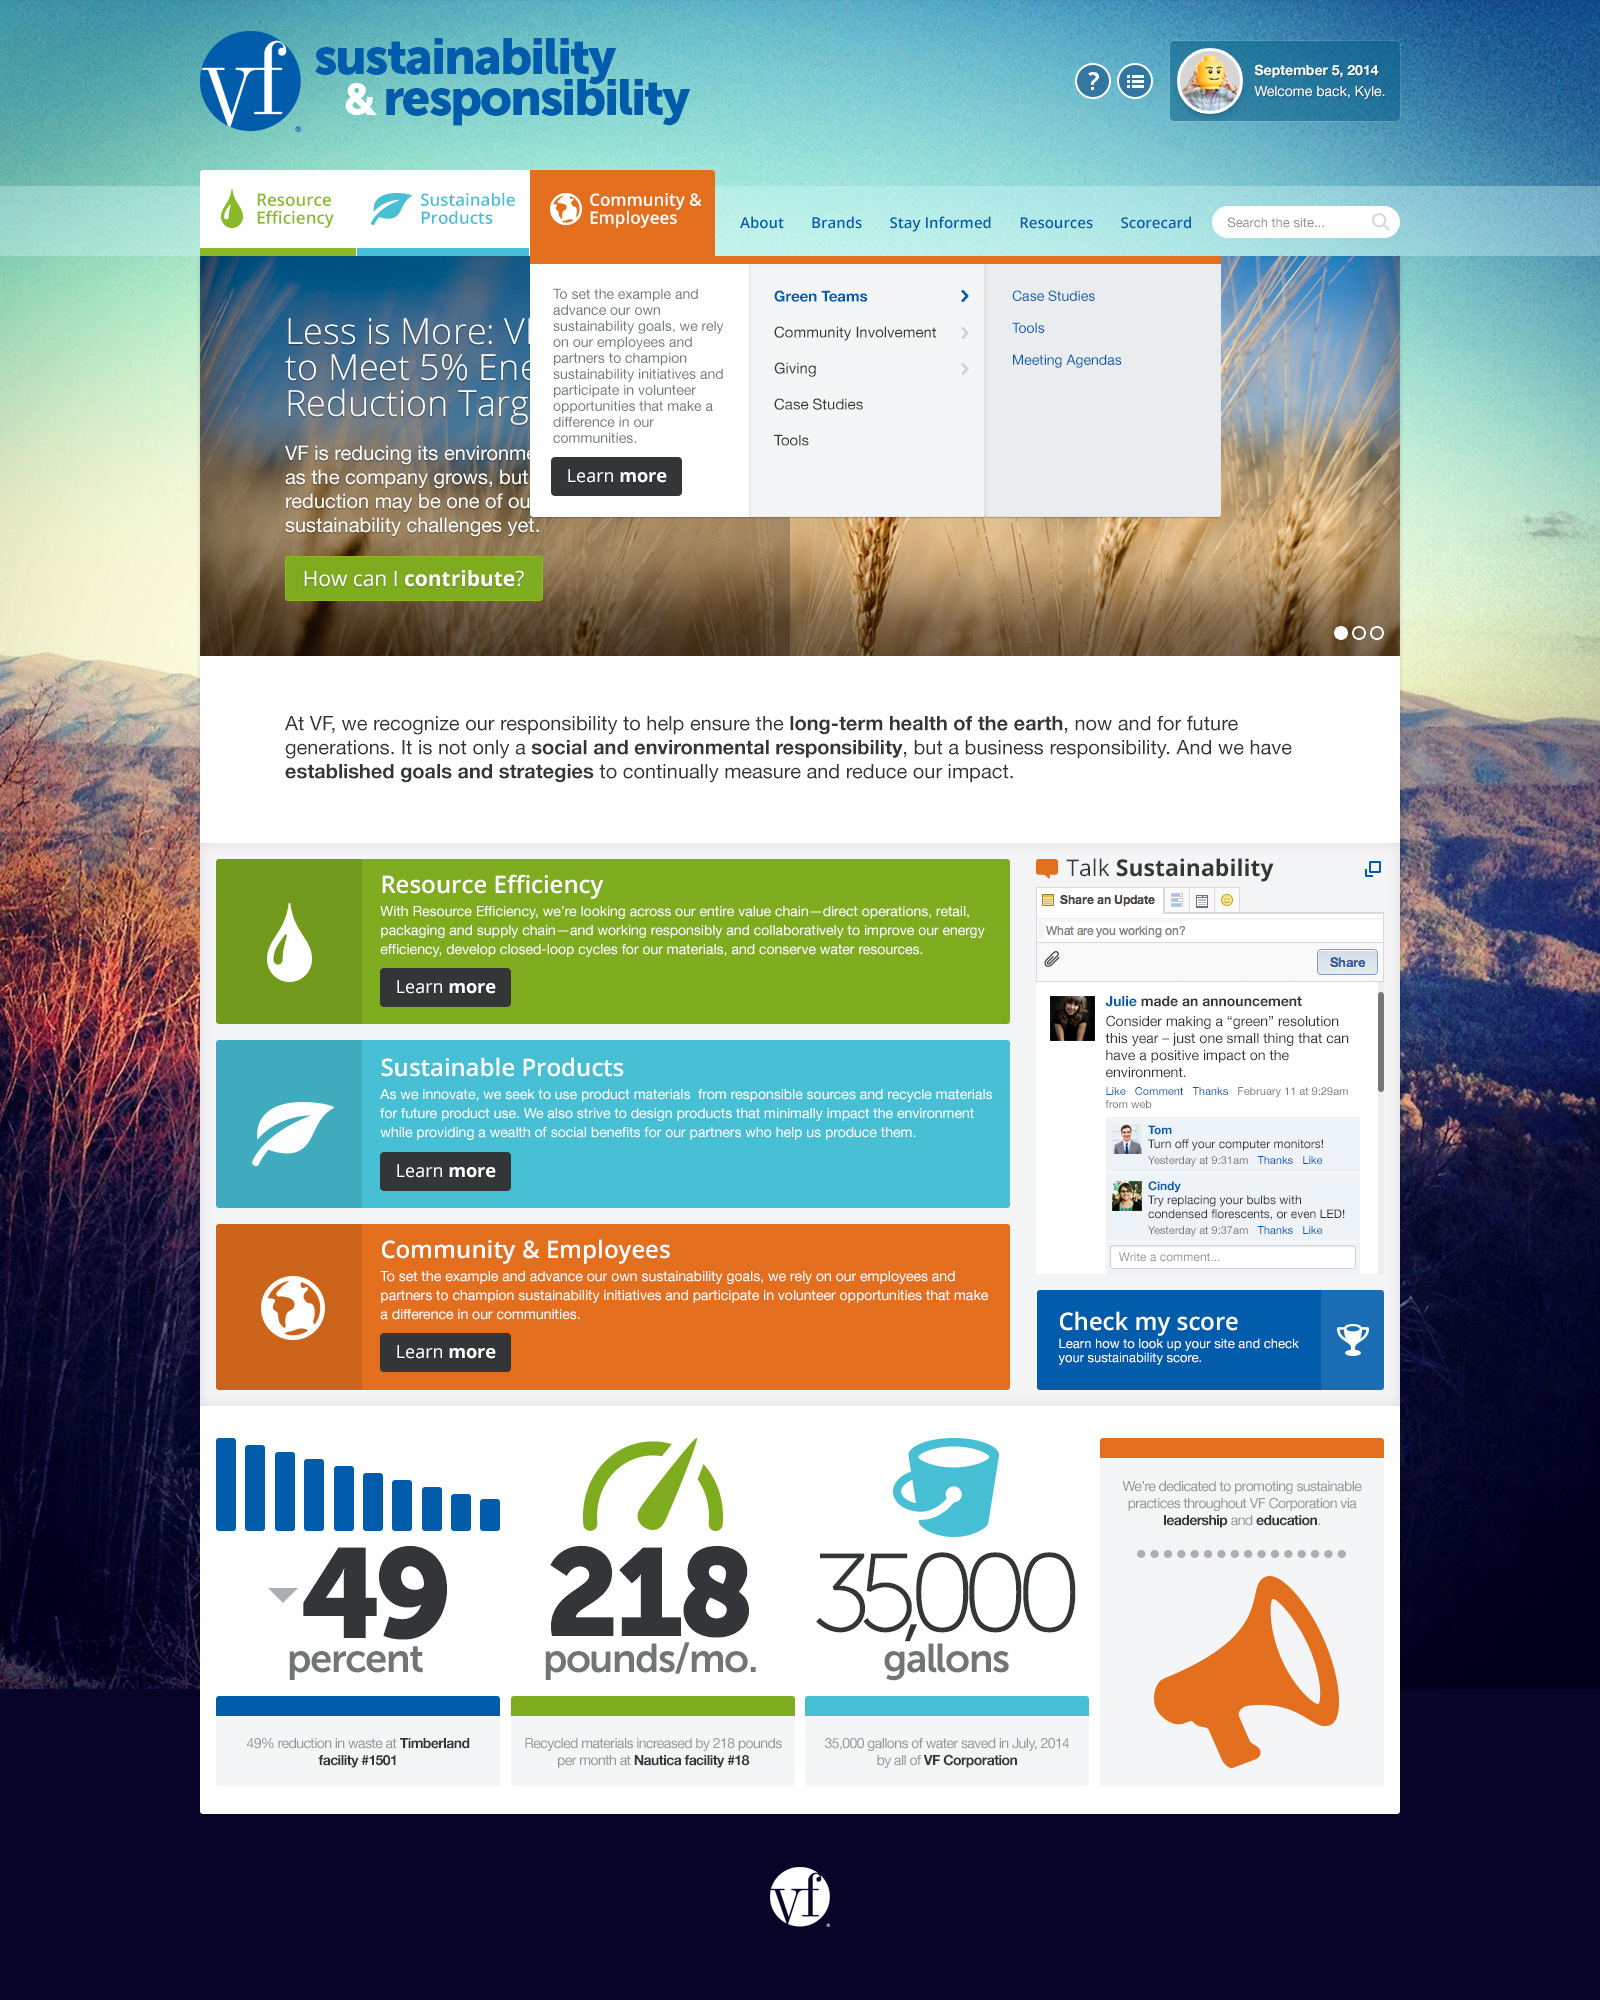 vf
sustainability
& responsibility
?
September 5, 2014
Welcome back, Kyle.
Resource
Efficiency
Sustainable
Products
Community &
Employees
About
Brands
Stay Informed
Resources
Scorecard
Search the site...
Less is More: V
to Meet 5% Ene
Reduction Targ
VF is reducing its environme
as the company grows, but
reduction may be one of ou
sustainability challenges yet.
How can I contribute?
To set the example and
advance our own
sustainability goals, we rely
on our employees and
partners to champion
sustainability initiatives and
participate in volunteer
opportunities that make a
difference in our
communities.
Learn more
Green Teams
Community Involvement
Giving
Case Studies
Tools
Case Studies
Tools
Meeting Agendas
At VF, we recognize our responsibility to help ensure the long-term health of the earth, now and for future
generations. It is not only a social and environmental responsibility, but a business responsibility. And we have
established goals and strategies to continually measure and reduce our impact.
Resource Efficiency
With Resource Efficiency, we're looking across our entire value chain—direct operations, retail,
packaging and supply chain—and working responsibly and collaboratively to improve our energy
efficiency, develop closed-loop cycles for our materials, and conserve water resources.
Learn more
Sustainable Products
As we innovate, we seek to use product materials from responsible sources and recycle materials
for future product use. We also strive to design products that minimally impact the environment
while providing a wealth of social benefits for our partners who help us produce them.
Learn more
Community & Employees
To set the example and advance our own sustainability goals, we rely on our employees and
partners to champion sustainability initiatives and participate in volunteer opportunities that make
a difference in our communities.
Learn more
Talk Sustainability
Share an Update
What are you working on?
Share
Julie made an announcement
Consider making a “green” resolution
this year – just one small thing that can
have a positive impact on the
environment.
Like Comment Thanks February 11 at 9:29am
from web
Tom
Turn off your computer monitors!
Yesterday at 9:31am Thanks Like
Cindy
Try replacing your bulbs with
condensed florescents, or even LED!
Yesterday at 9:37am Thanks Like
Write a comment...
Check my score
Learn how to look up your site and check
your sustainability score.
49
percent
49% reduction in waste at Timberland
facility #1501
218
pounds/mo.
Recycled materials increased by 218 pounds
per month at Nautica facility #18
35,000
gallons
35,000 gallons of water saved in July, 2014
by all of VF Corporation
We're dedicated to promoting sustainable
practices throughout VF Corporation via
leadership and education.
vf